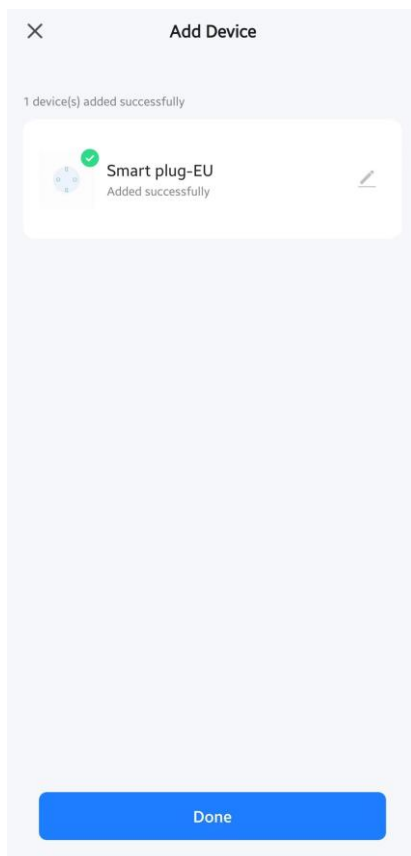 Add Device
1 device(s) added successfully
Smart plug-EU
Added successfully
Done